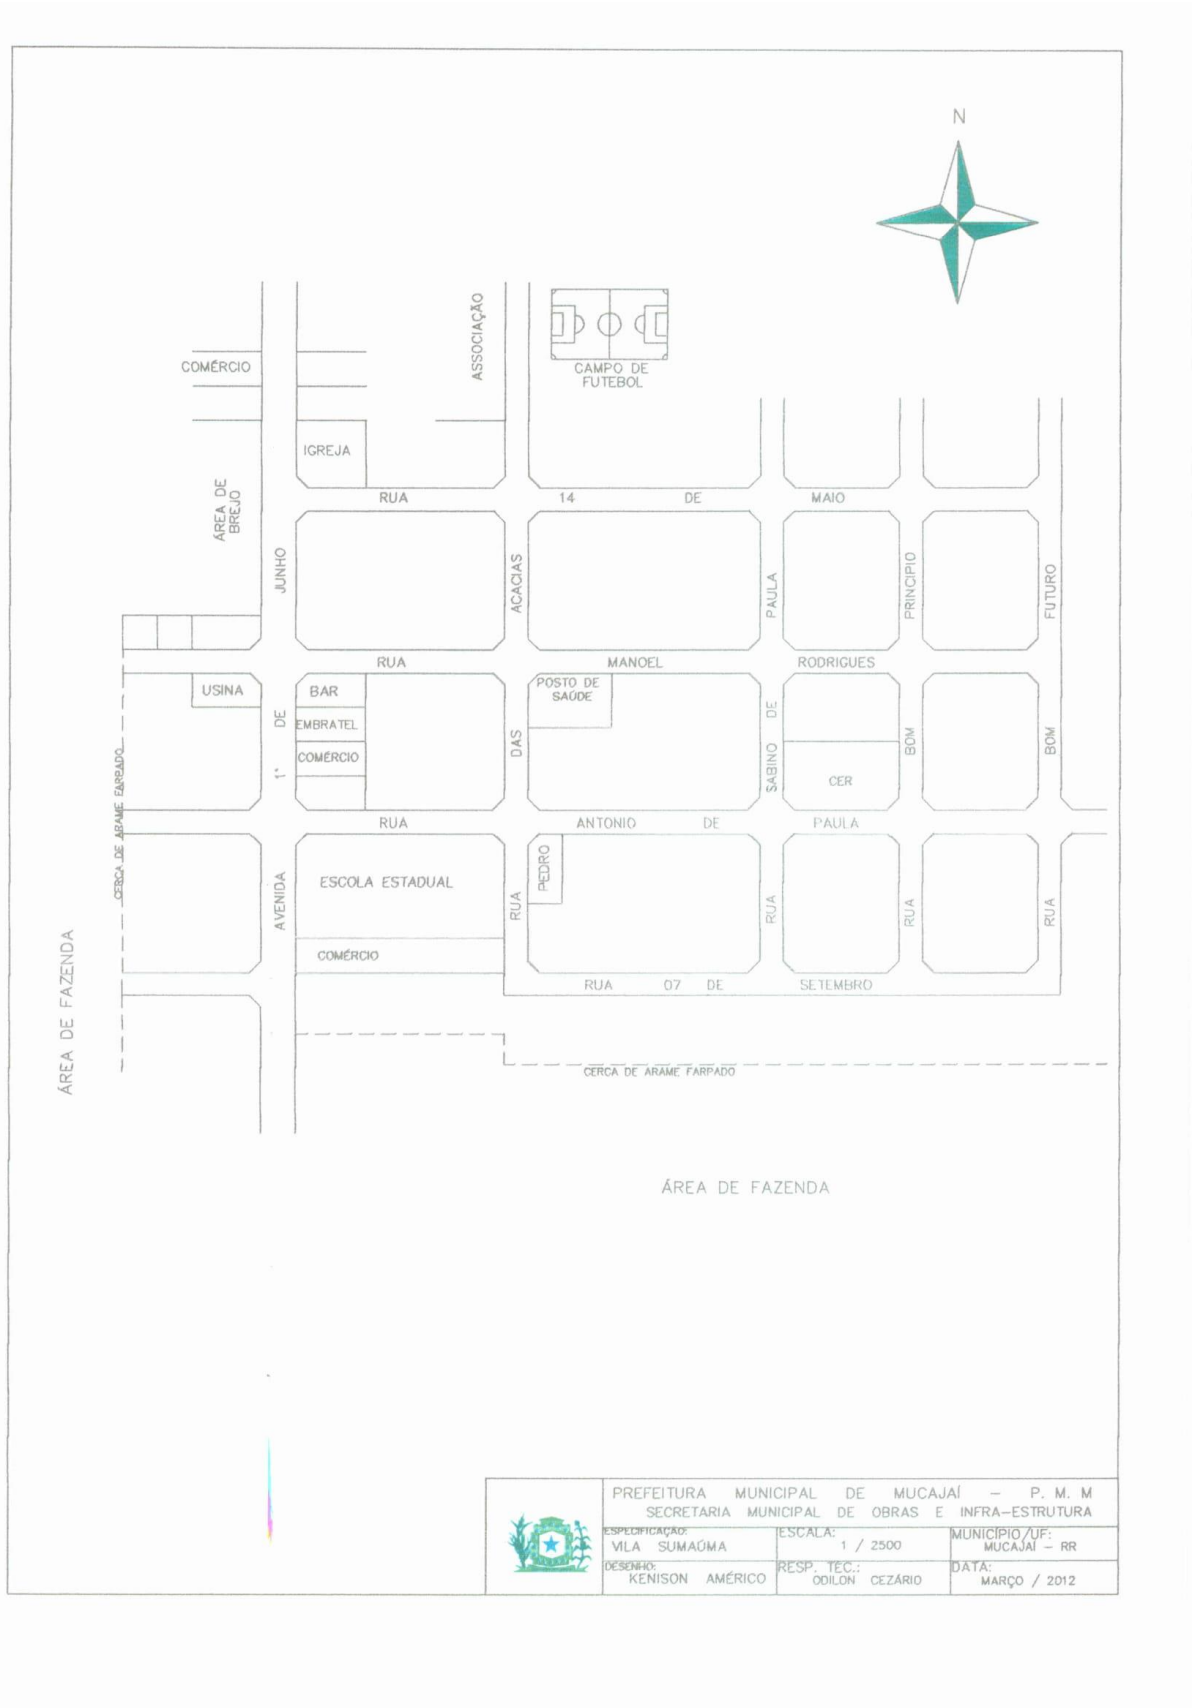 N
ASSOCIAÇÃO
CAMPO DE
FUTEBOL
COMÉRCIO
IGREJA
ÁREA DE
BREJO
RUA 14 DE MAIO
AVENIDA 1° DE JUNHO
RUA DAS ACACIAS
RUA SABINO DE PAULA
RUA BOM PRINCIPIO
RUA BOM FUTURO
RUA MANOEL RODRIGUES
USINA
BAR
EMBRATEL
COMÉRCIO
POSTO DE
SAÚDE
CER
CERCA DE ARAME FARPADO
RUA ANTONIO DE PAULA
ESCOLA ESTADUAL
PEDRO
COMÉRCIO
RUA 07 DE SETEMBRO
ÁREA DE FAZENDA
CERCA DE ARAME FARPADO
ÁREA DE FAZENDA
PREFEITURA MUNICIPAL DE MUCAJAÍ – P. M. M
SECRETARIA MUNICIPAL DE OBRAS E INFRA–ESTRUTURA
ESPECIFICAÇÃO:
VILA SUMAÚMA
ESCALA:
1 / 2500
MUNICÍPIO/UF:
MUCAJAÍ – RR
DESENHO:
KENISON AMÉRICO
RESP. TEC.:
ODILON CEZÁRIO
DATA:
MARÇO / 2012